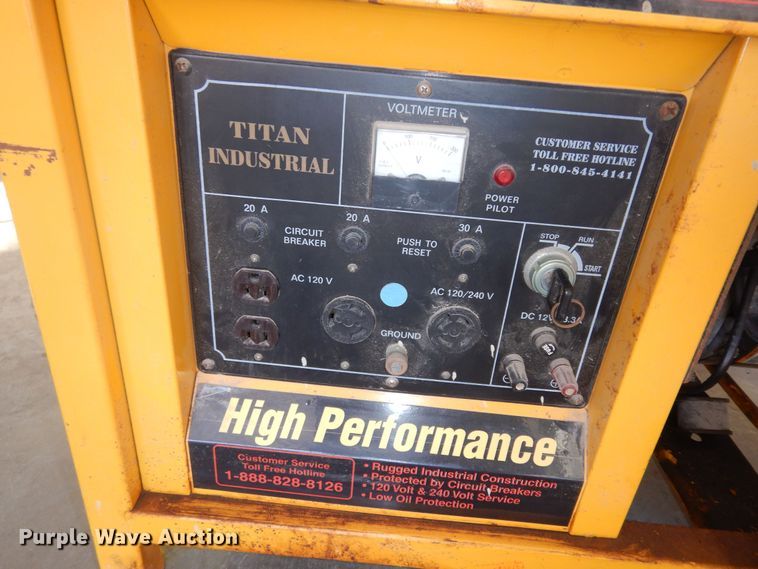 VOLTMETER
TITAN
INDUSTRIAL
V
CUSTOMER SERVICE
TOLL FREE HOTLINE
1-800-845-4141
POWER
PILOT
20 A
20 A
30 A
CIRCUIT
BREAKER
PUSH TO
RESET
STOP
RUN
START
AC 120 V
AC 120/240 V
DC 12V
GROUND
High Performance
Customer Service
Toll Free Hotline
1-888-828-8126
• Rugged Industrial Construction
• Protected by Circuit Breakers
• 120 Volt & 240 Volt Service
• Low Oil Protection
Purple Wave Auction